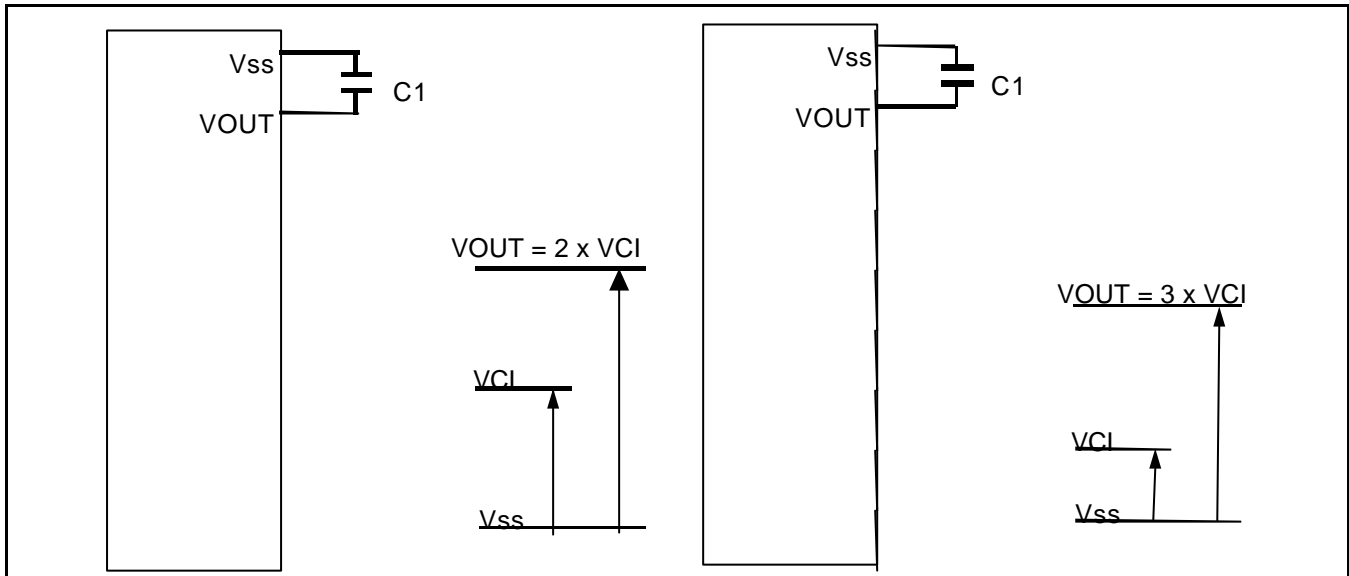 Vss
C1
VOUT
VOUT = 2 x VCI
VCI
Vss
Vss
C1
VOUT
VOUT = 3 x VCI
VCI
Vss